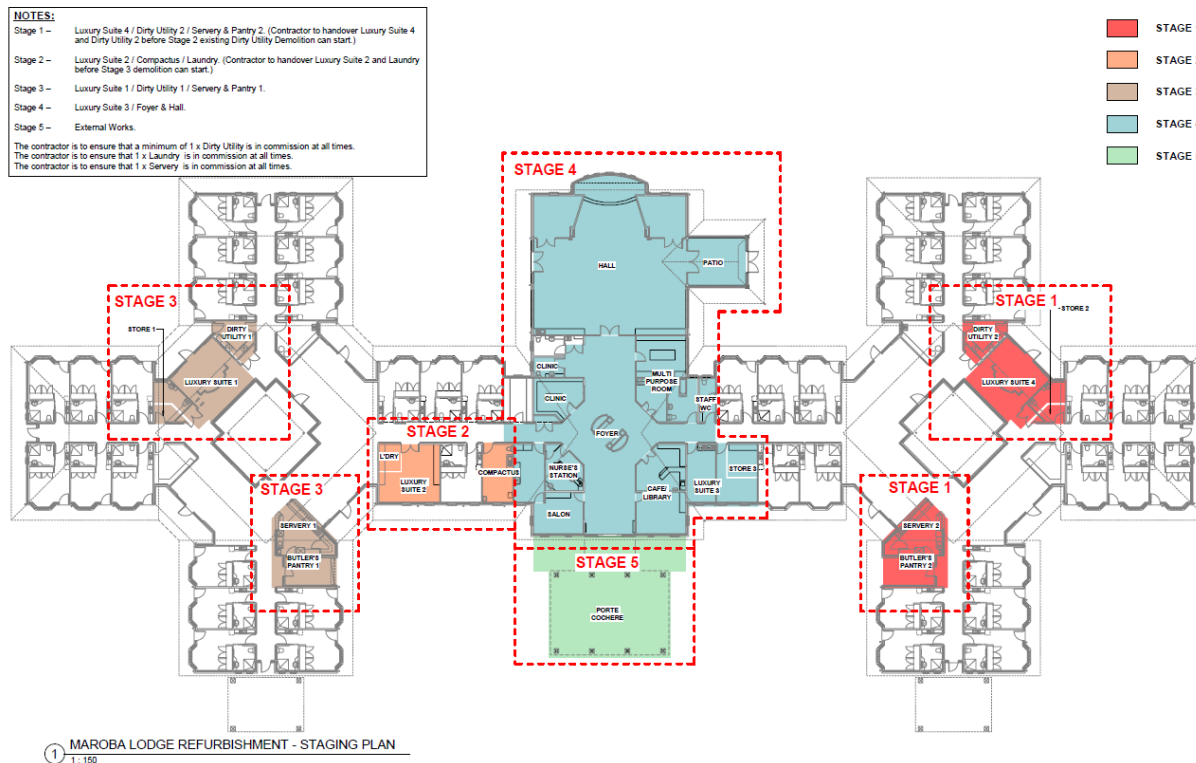 NOTES:
Stage 1 – Luxury Suite 4 / Dirty Utility 2 / Servery & Pantry 2. (Contractor to handover Luxury Suite 4
and Dirty Utility 2 before Stage 2 existing Dirty Utility Demolition can start.)
Stage 2 – Luxury Suite 2 / Compactus / Laundry. (Contractor to handover Luxury Suite 2 and Laundry
before Stage 3 demolition can start.)
Stage 3 – Luxury Suite 1 / Dirty Utility 1 / Servery & Pantry 1.
Stage 4 – Luxury Suite 3 / Foyer & Hall.
Stage 5 – External Works.
The contractor is to ensure that a minimum of 1 x Dirty Utility is in commission at all times.
The contractor is to ensure that 1 x Laundry is in commission at all times.
The contractor is to ensure that 1 x Servery is in commission at all times.
STAGE
STAGE
STAGE
STAGE
STAGE
STAGE 4
HALL
PATIO
STAGE 3
STORE 1
DIRTY
UTILITY 1
LUXURY SUITE 1
STAGE 1
STORE 2
DIRTY
UTILITY 2
LUXURY SUITE 4
CLINIC
CLINIC
MULTI
PURPOSE
ROOM
STAFF
WC
FOYER
STAGE 2
L'DRY
LUXURY
SUITE 2
COMPACTUS
NURSE'S
STATION
SALON
CAFE/
LIBRARY
LUXURY
SUITE 3
STORE 3
STAGE 3
SERVERY 1
BUTLER'S
PANTRY 1
STAGE 1
SERVERY 2
BUTLER'S
PANTRY 2
STAGE 5
PORTE
COCHERE
1 MAROBA LODGE REFURBISHMENT - STAGING PLAN
1 : 150